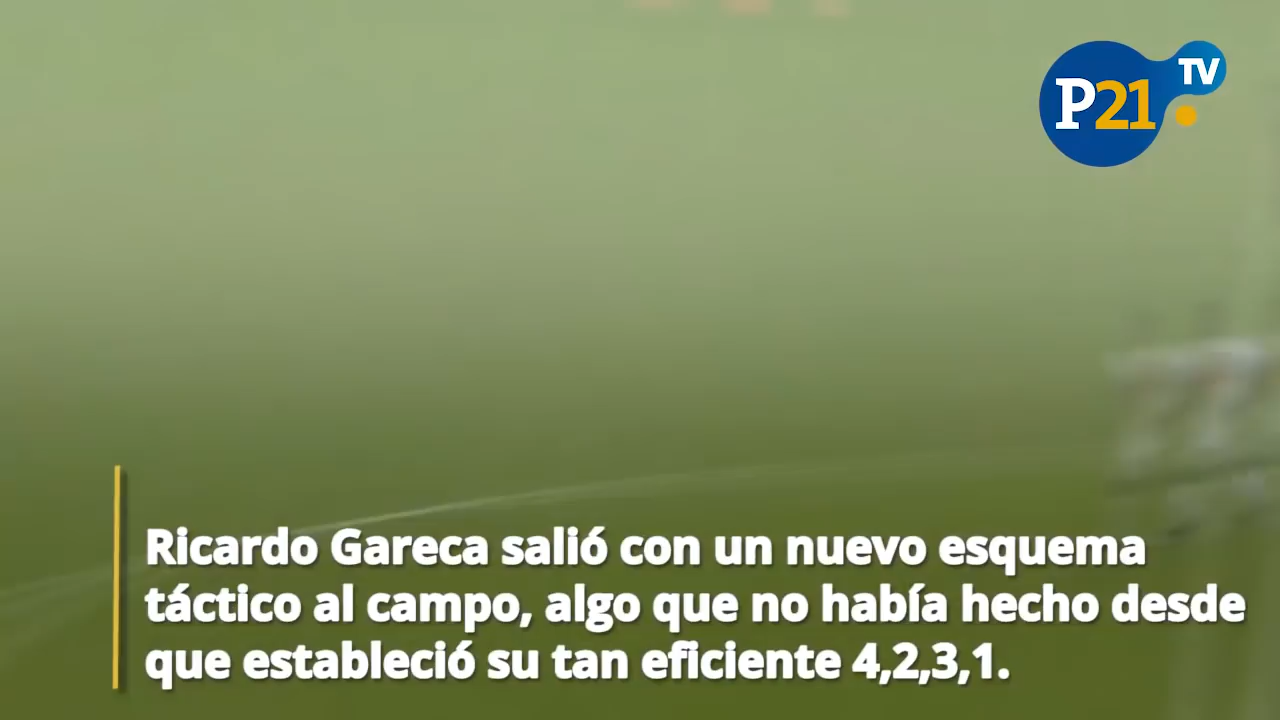 P21
TV
Ricardo Gareca salió con un nuevo esquema
táctico al campo, algo que no había hecho desde
que estableció su tan eficiente 4,2,3,1.